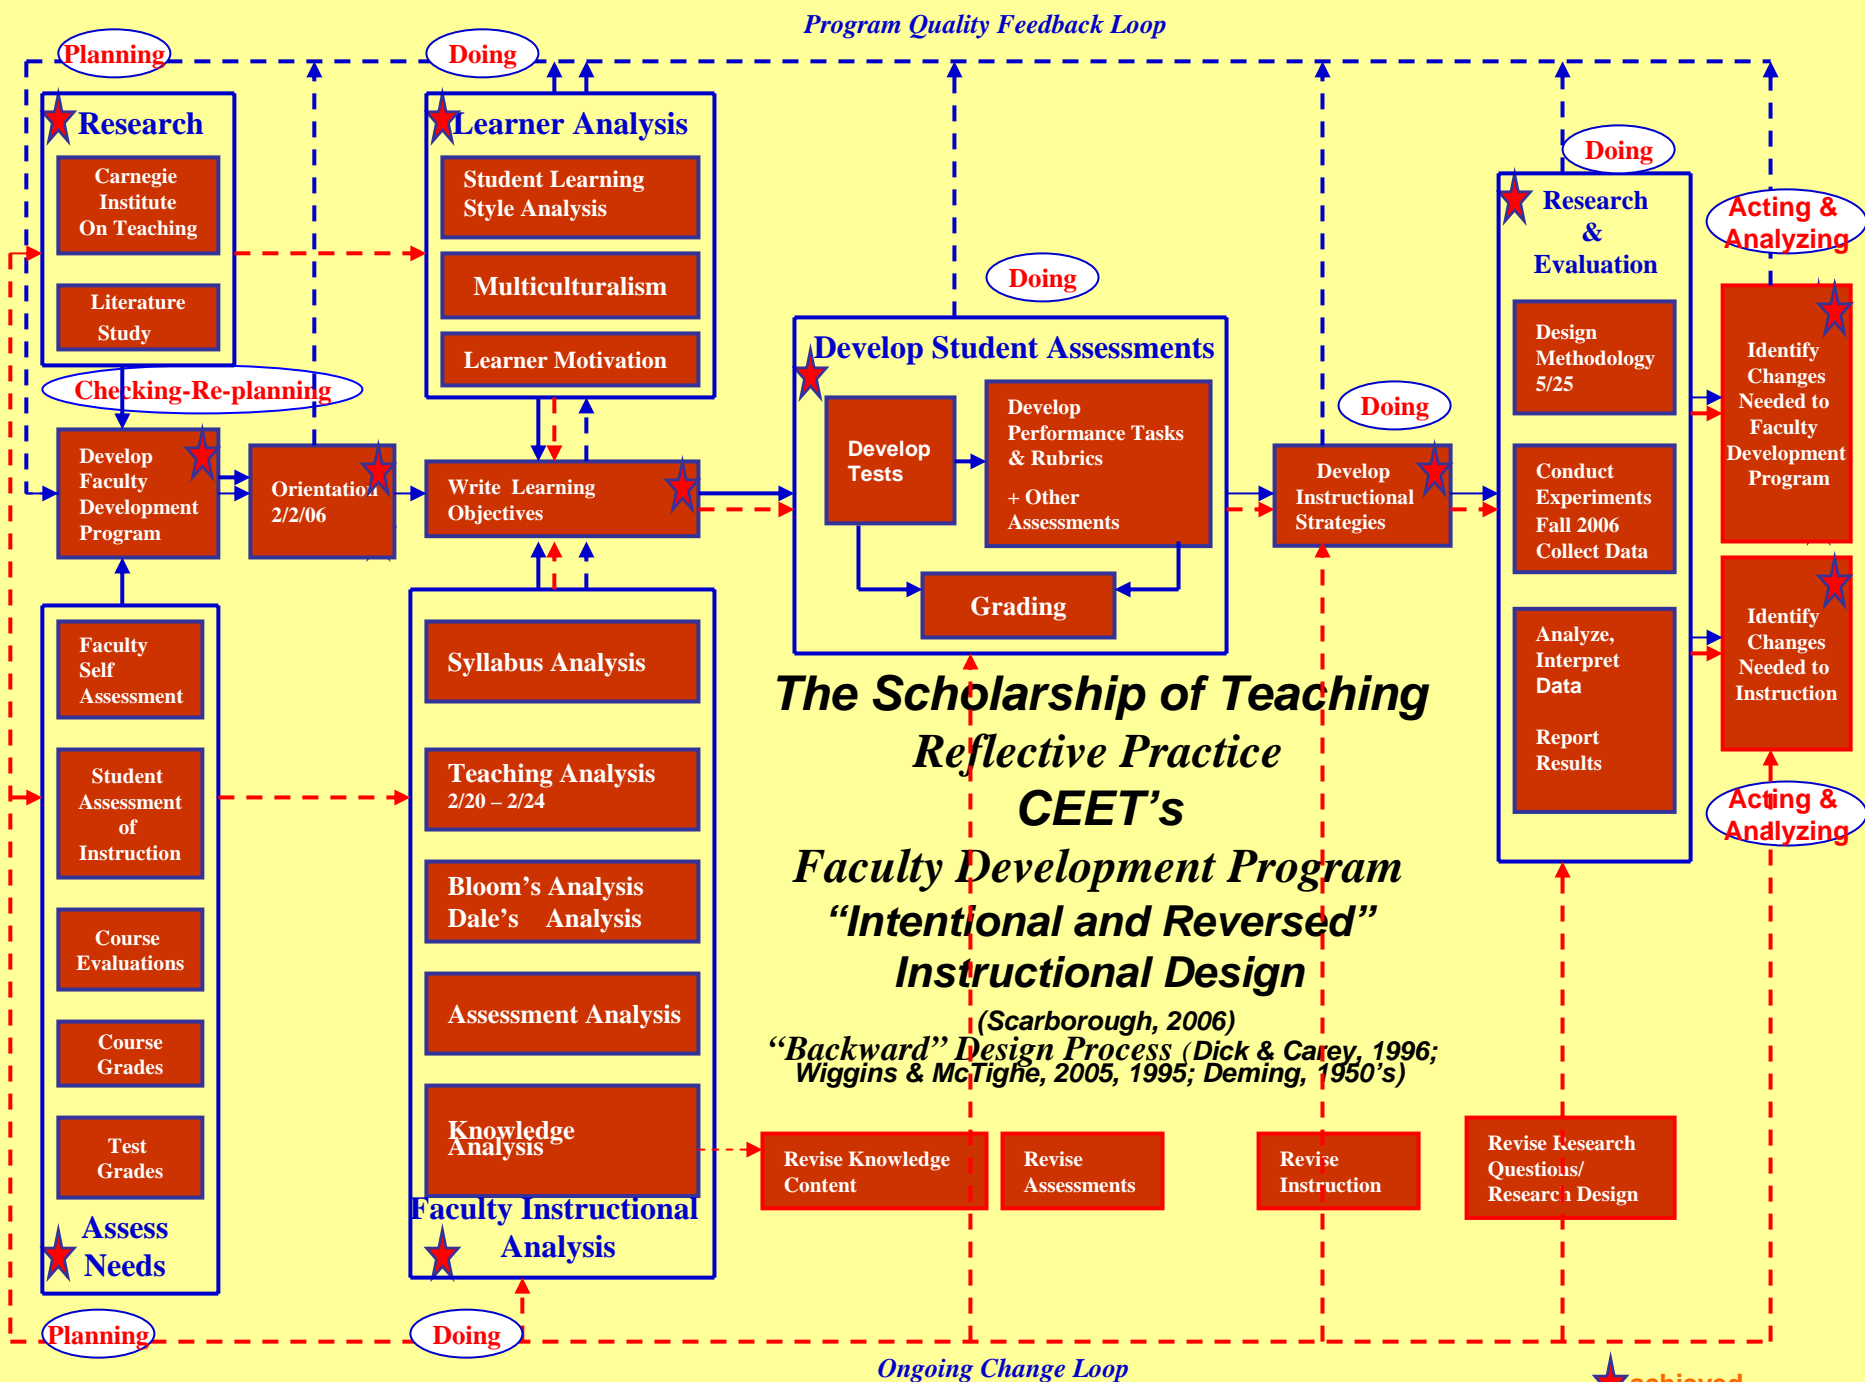 Program Quality Feedback Loop
Planning
Doing
Research
Carnegie
Institute
On Teaching
Literature
Study
Learner Analysis
Student Learning
Style Analysis
Multiculturalism
Learner Motivation
Checking-Re-planning
Develop
Faculty
Development
Program
Orientation
2/2/06
Write Learning
Objectives
Doing
Develop Student Assessments
Develop
Tests
Develop
Performance Tasks
& Rubrics
+ Other
Assessments
Grading
Doing
Develop
Instructional
Strategies
Doing
Research
&
Evaluation
Design
Methodology
5/25
Conduct
Experiments
Fall 2006
Collect Data
Analyze,
Interpret
Data
Report
Results
Acting &
Analyzing
Identify
Changes
Needed to
Faculty
Development
Program
Identify
Changes
Needed to
Instruction
Acting &
Analyzing
Faculty
Self
Assessment
Student
Assessment
of
Instruction
Course
Evaluations
Course
Grades
Test
Grades
Assess
Needs
Syllabus Analysis
Teaching Analysis
2/20 – 2/24
Bloom’s Analysis
Dale’s Analysis
Assessment Analysis
Knowledge
Analysis
Faculty Instructional
Analysis
The Scholarship of Teaching
Reflective Practice
CEET’s
Faculty Development Program
“Intentional and Reversed”
Instructional Design
(Scarborough, 2006)
“Backward” Design Process (Dick & Carey, 1996;
Wiggins & McTighe, 2005, 1995; Deming, 1950’s)
Revise Knowledge
Content
Revise
Assessments
Revise
Instruction
Revise Research
Questions/
Research Design
Planning
Doing
Ongoing Change Loop
achieved